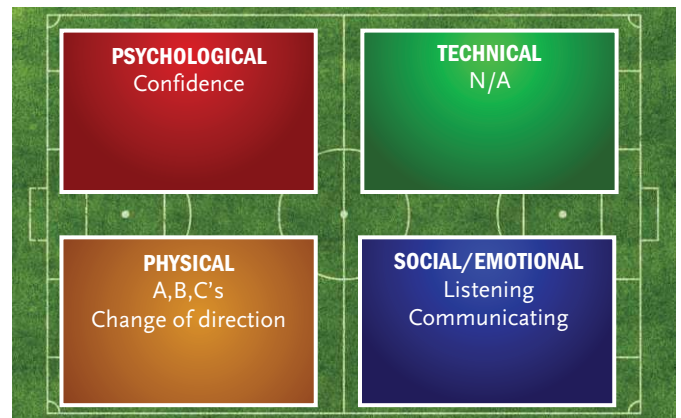 PSYCHOLOGICAL
Confidence
TECHNICAL
N/A
PHYSICAL
A,B,C's
Change of direction
SOCIAL/EMOTIONAL
Listening
Communicating